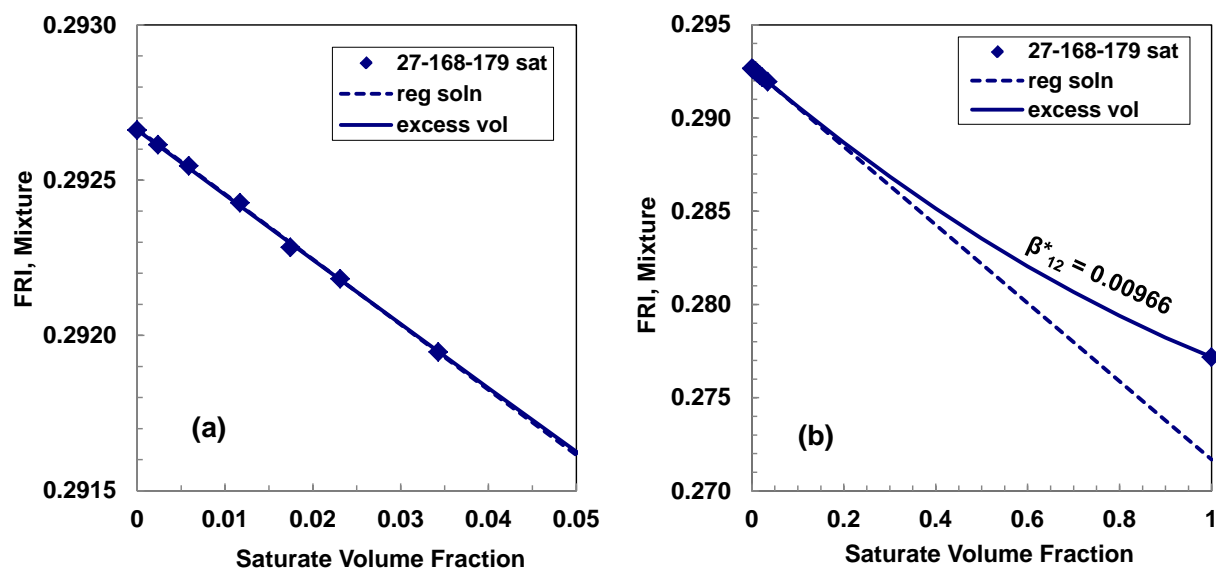 0.2930
0.2925
0.2920
0.2915
FRI, Mixture
27-168-179 sat
reg soln
excess vol
(a)
0
0.01
0.02
0.03
0.04
0.05
Saturate Volume Fraction
0.295
0.290
0.285
0.280
0.275
0.270
FRI, Mixture
27-168-179 sat
reg soln
excess vol
β*12 = 0.00966
(b)
0
0.2
0.4
0.6
0.8
1
Saturate Volume Fraction